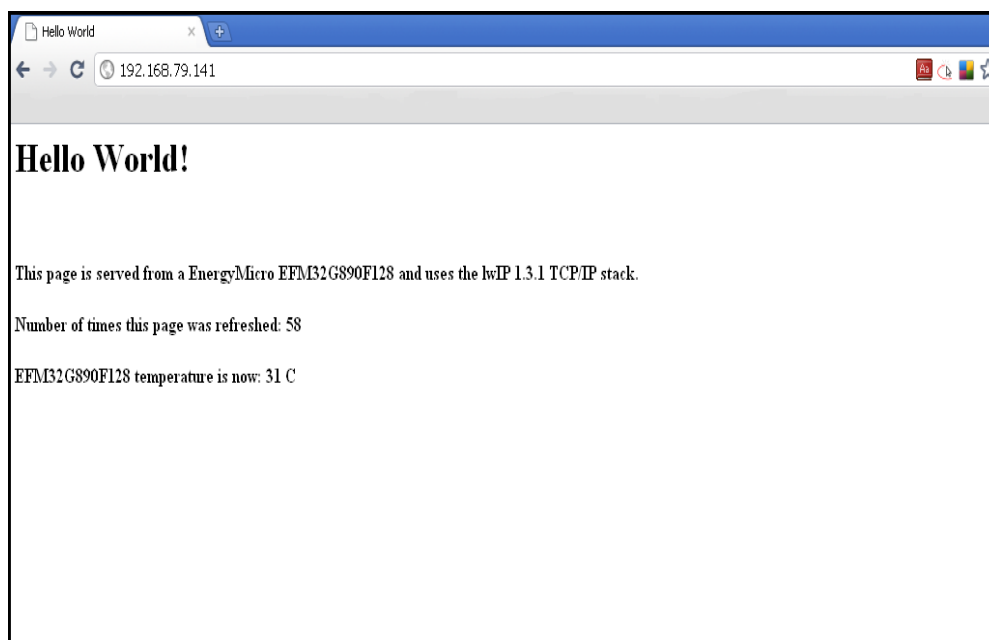 Hello World
192.168.79.141
Aa
Hello World!
This page is served from a EnergyMicro EFM32G890F128 and uses the lwIP 1.3.1 TCP/IP stack.
Number of times this page was refreshed: 58
EFM32G890F128 temperature is now: 31 C